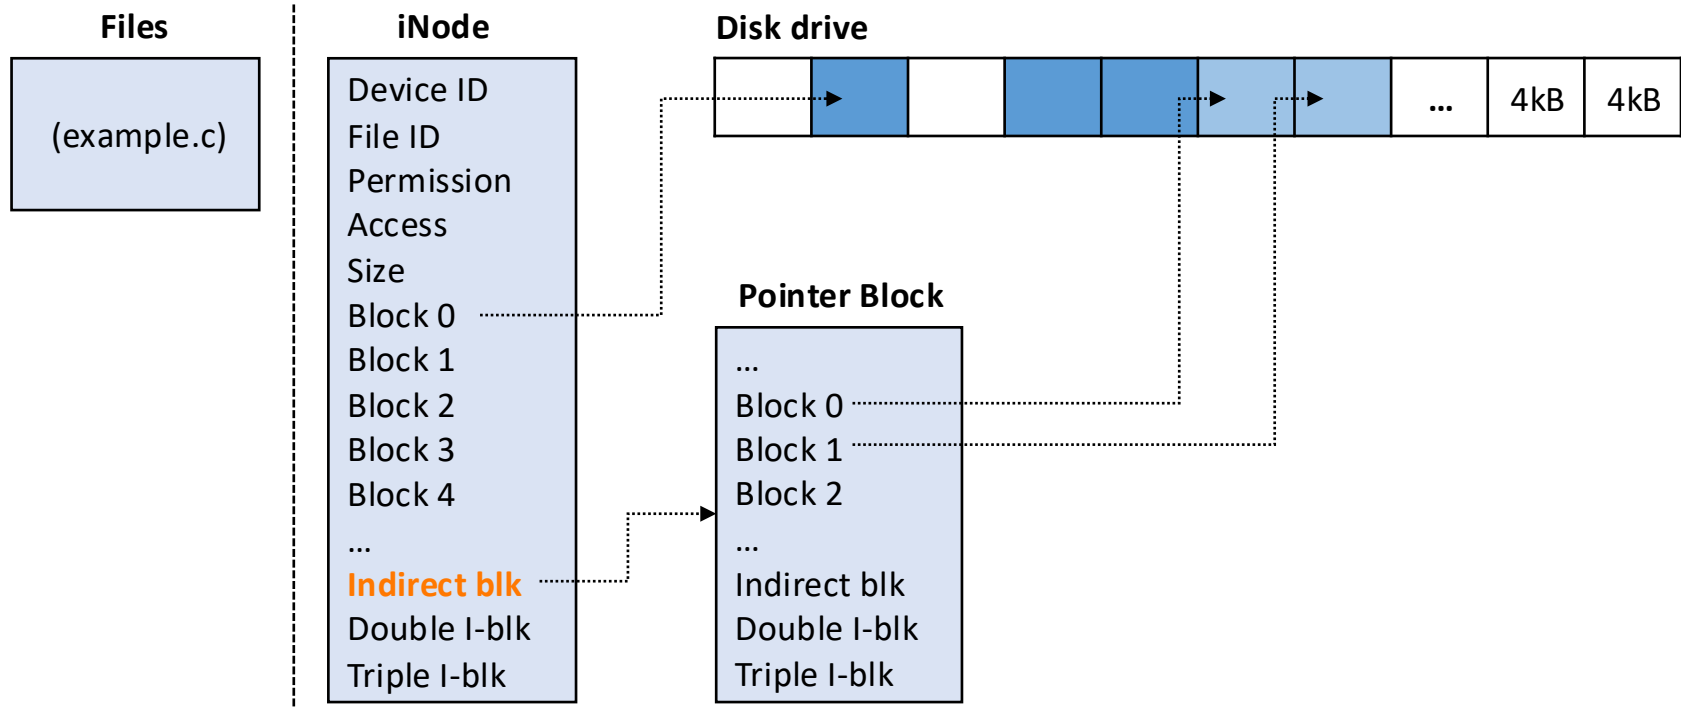 Files
(example.c)
iNode
Device ID
File ID
Permission
Access
Size
Block 0
Block 1
Block 2
Block 3
Block 4
...
Indirect blk
Double I-blk
Triple I-blk
Disk drive
... 4kB 4kB
Pointer Block
...
Block 0
Block 1
Block 2
...
Indirect blk
Double I-blk
Triple I-blk